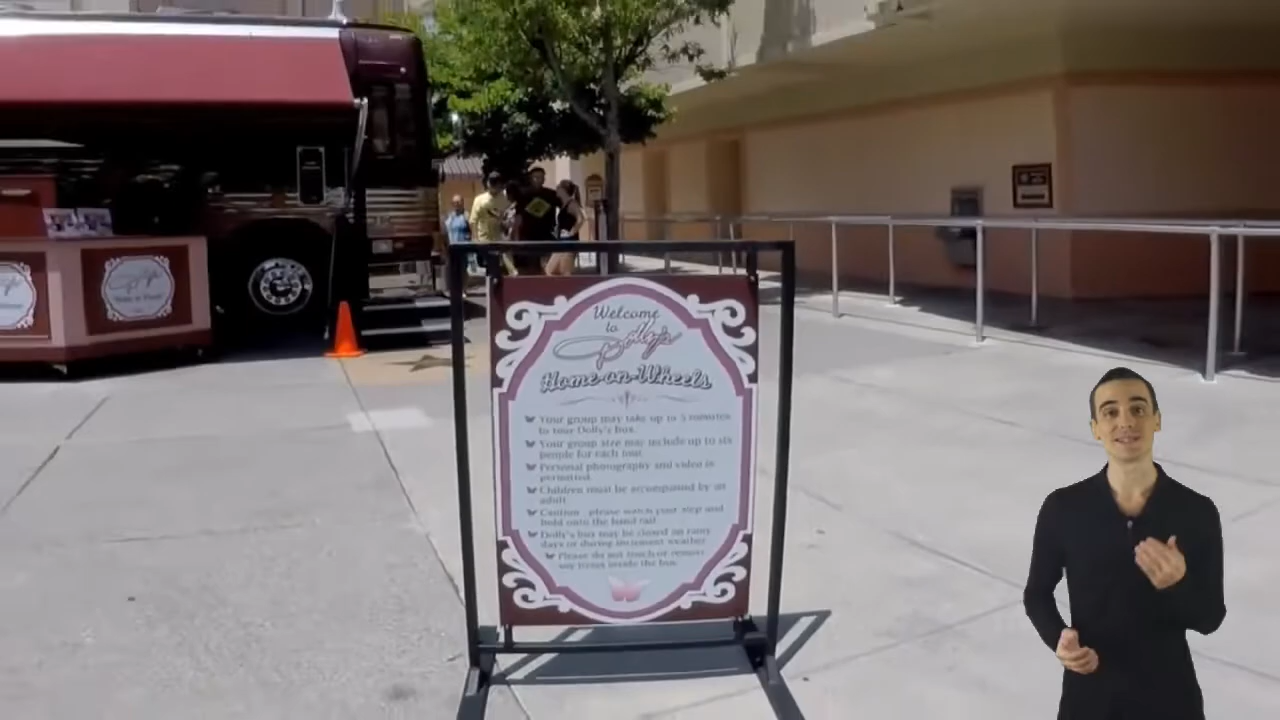 Welcome
to
Dolly's
Home-on-Wheels
Your group may take up to 5 minutes
to tour Dolly's bus.
Your group size may include up to six
people for each tour.
Personal photography and video is
permitted.
Children must be accompanied by an
adult.
Caution - please watch your step and
hold onto the hand rail.
Dolly's bus may be closed on rainy
days or during inclement weather.
Please do not touch or remove
any items inside the bus.